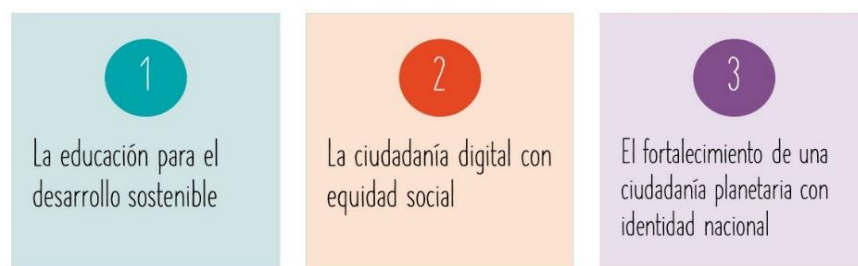 1
La educación para el
desarrollo sostenible
2
La ciudadanía digital con
equidad social
3
El fortalecimiento de una
ciudadanía planetaria con
identidad nacional